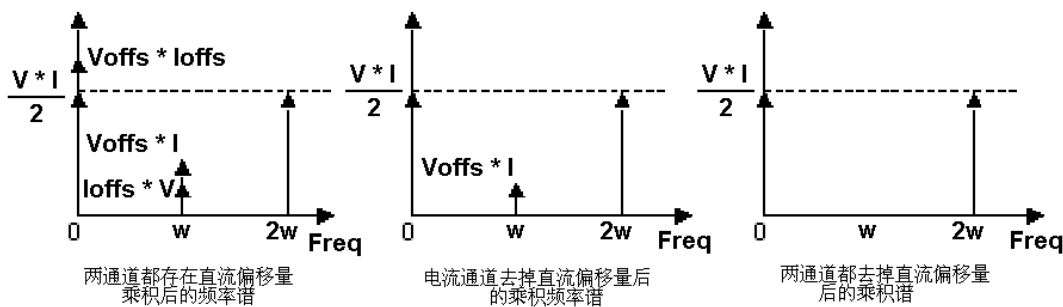 Voffs * Ioffs
V * I
2
Voffs * I
Ioffs * V
0
w
2w
Freq
两通道都存在直流偏移量
乘积后的频率谱
V * I
2
Voffs * I
0
w
2w
Freq
电流通道去掉直流偏移量后
的乘积频率谱
V * I
2
0
w
2w
Freq
两通道都去掉直流偏移量
后的乘积谱